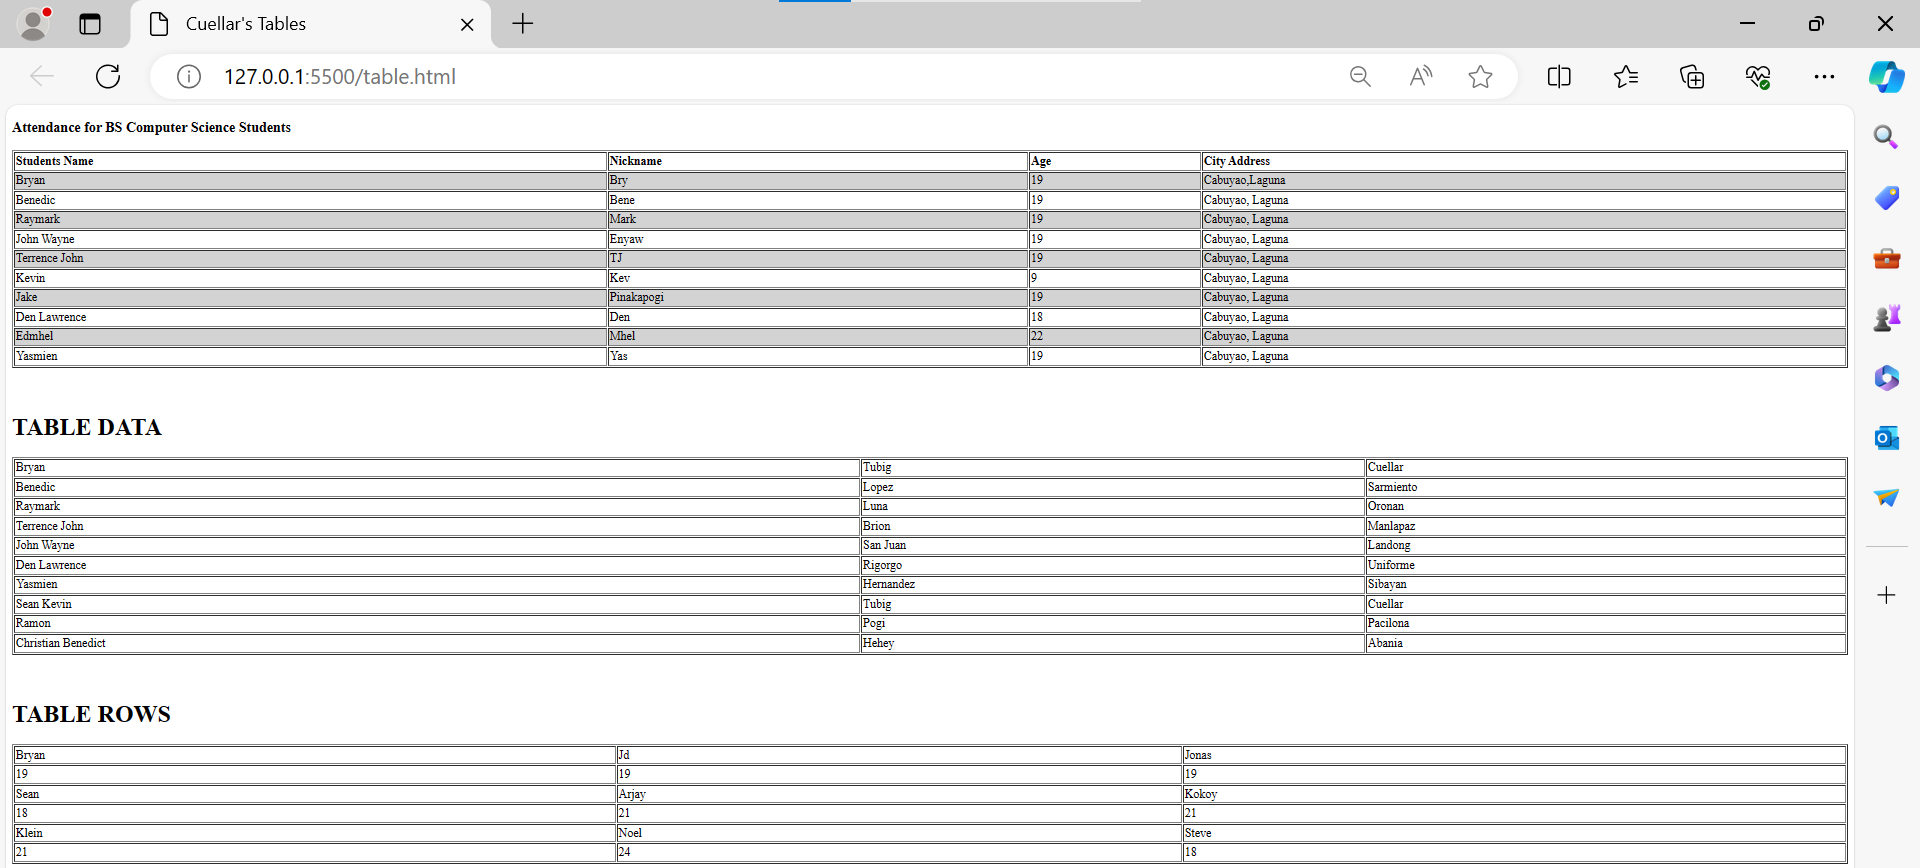 Cuellar's Tables
127.0.0.1:5500/table.html
Attendance for BS Computer Science Students
Students Name Nickname Age City Address
Bryan Bry 19 Cabuyao,Laguna
Benedic Bene 19 Cabuyao, Laguna
Raymark Mark 19 Cabuyao, Laguna
John Wayne Enyaw 19 Cabuyao, Laguna
Terrence John TJ 19 Cabuyao, Laguna
Kevin Kev 9 Cabuyao, Laguna
Jake Pinakapogi 19 Cabuyao, Laguna
Den Lawrence Den 18 Cabuyao, Laguna
Edmhel Mhel 22 Cabuyao, Laguna
Yasmien Yas 19 Cabuyao, Laguna
TABLE DATA
Bryan Tubig Cuellar
Benedic Lopez Sarmiento
Raymark Luna Oronan
Terrence John Brion Manlapaz
John Wayne San Juan Landong
Den Lawrence Rigorgo Uniforme
Yasmien Hernandez Sibayan
Sean Kevin Tubig Cuellar
Ramon Pogi Pacilona
Christian Benedict Hehey Abania
TABLE ROWS
Bryan Jd Jonas
19 19 19
Sean Arjay Kokoy
18 21 21
Klein Noel Steve
21 24 18